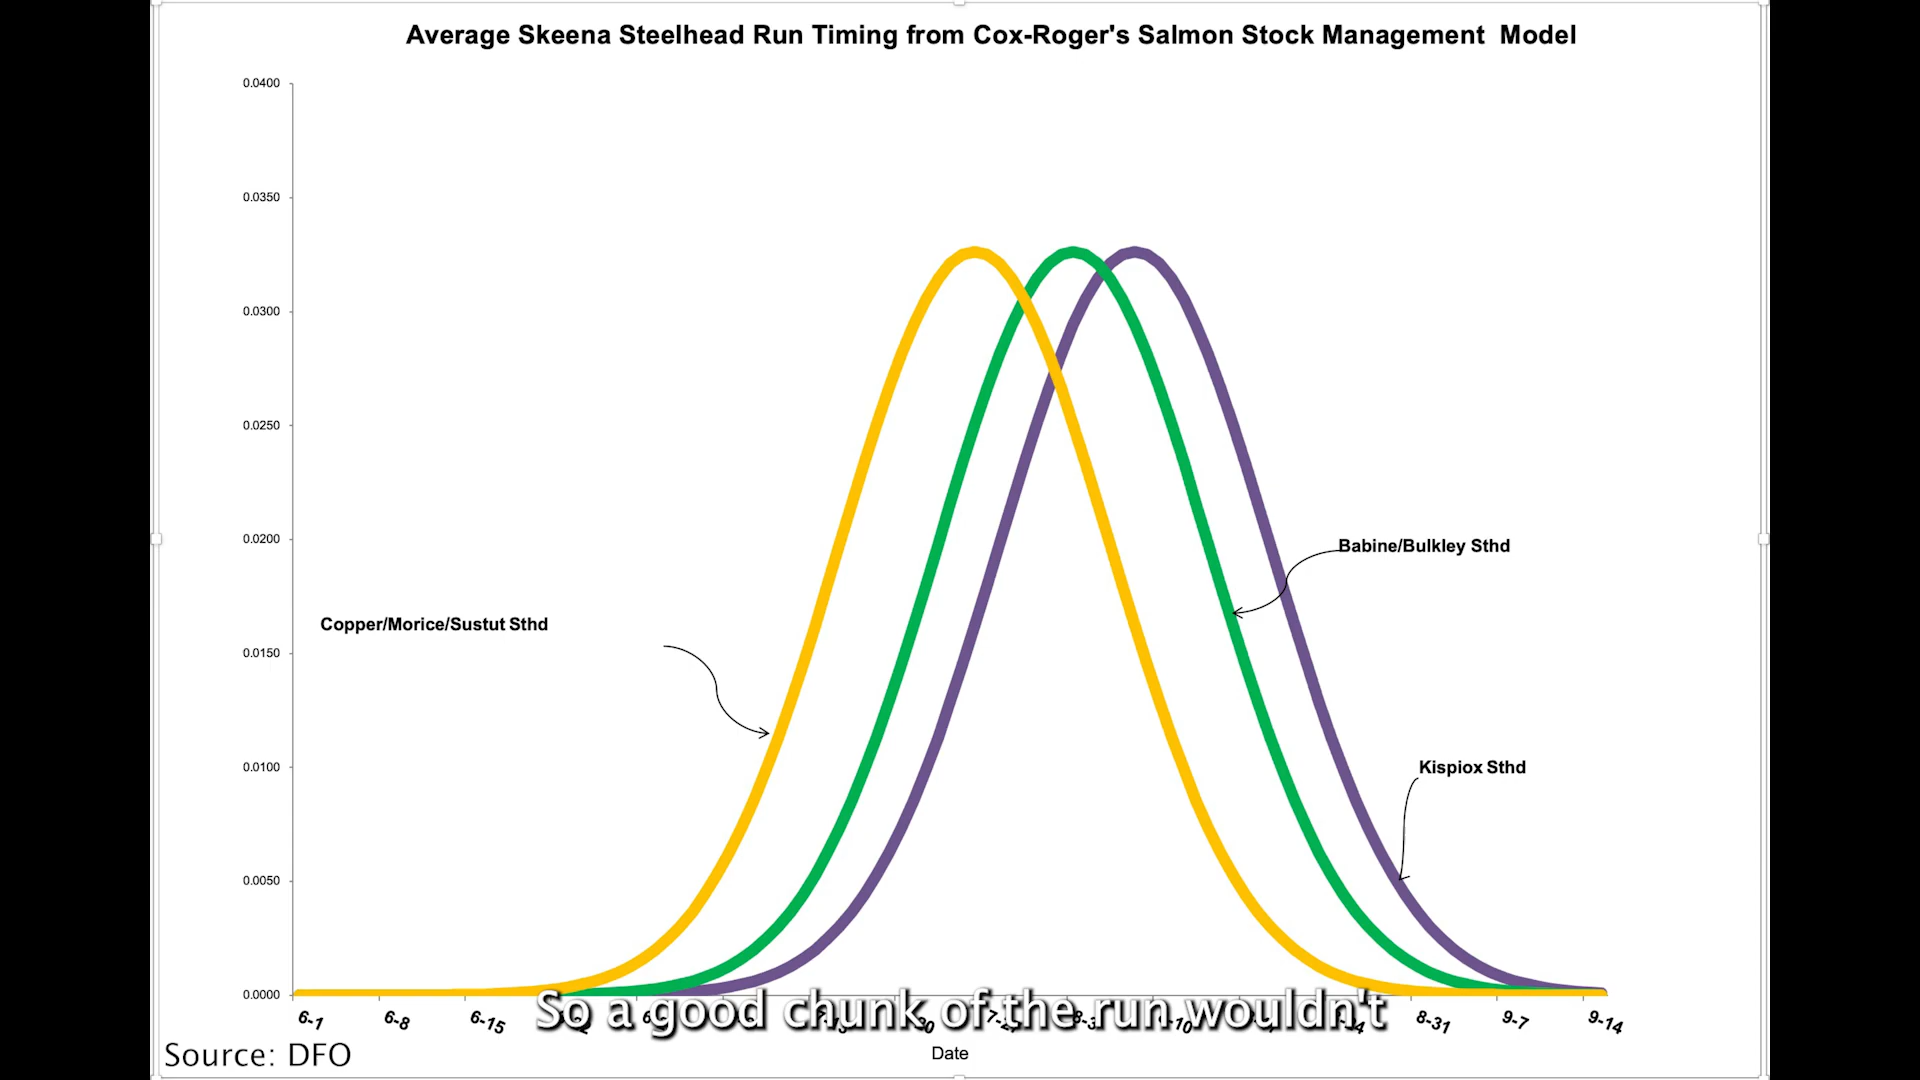 Average Skeena Steelhead Run Timing from Cox-Roger's Salmon Stock Management Model
0.0400
0.0350
0.0300
0.0250
0.0200
0.0150
0.0100
0.0050
0.0000
Copper/Morice/Sustut Sthd
Babine/Bulkley Sthd
Kispiox Sthd
6-1
6-8
6-15
8-31
9-7
9-14
So a good chunk of the run wouldn't
Date
Source: DFO